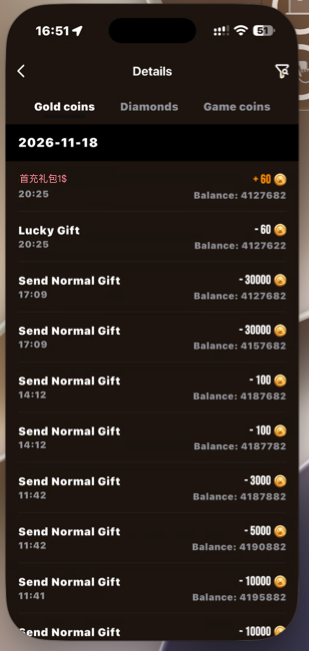 16:51
51
Details
Gold coins Diamonds Game coins
2026-11-18
首充礼包1$ +60
20:25 Balance: 4127682
Lucky Gift -60
20:25 Balance: 4127622
Send Normal Gift -30000
17:09 Balance: 4127682
Send Normal Gift -30000
17:09 Balance: 4157682
Send Normal Gift -100
14:12 Balance: 4187682
Send Normal Gift -100
14:12 Balance: 4187782
Send Normal Gift -3000
11:42 Balance: 4187882
Send Normal Gift -5000
11:42 Balance: 4190882
Send Normal Gift -10000
11:41 Balance: 4195882
Send Normal Gift -10000